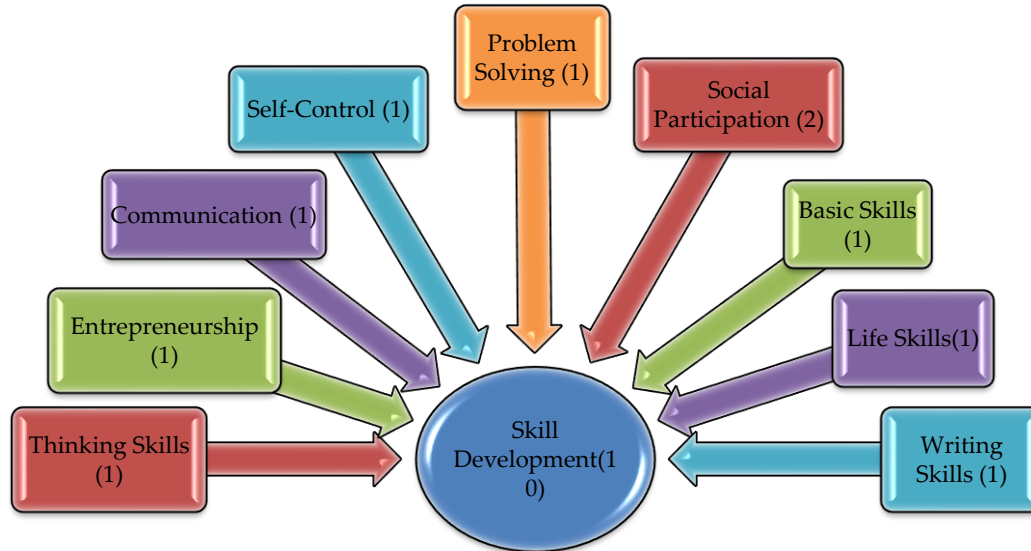 Problem
Solving (1)
Self-Control (1)
Social
Participation (2)
Communication (1)
Basic Skills
(1)
Entrepreneurship
(1)
Life Skills(1)
Thinking Skills
(1)
Skill
Development(1
0)
Writing
Skills (1)